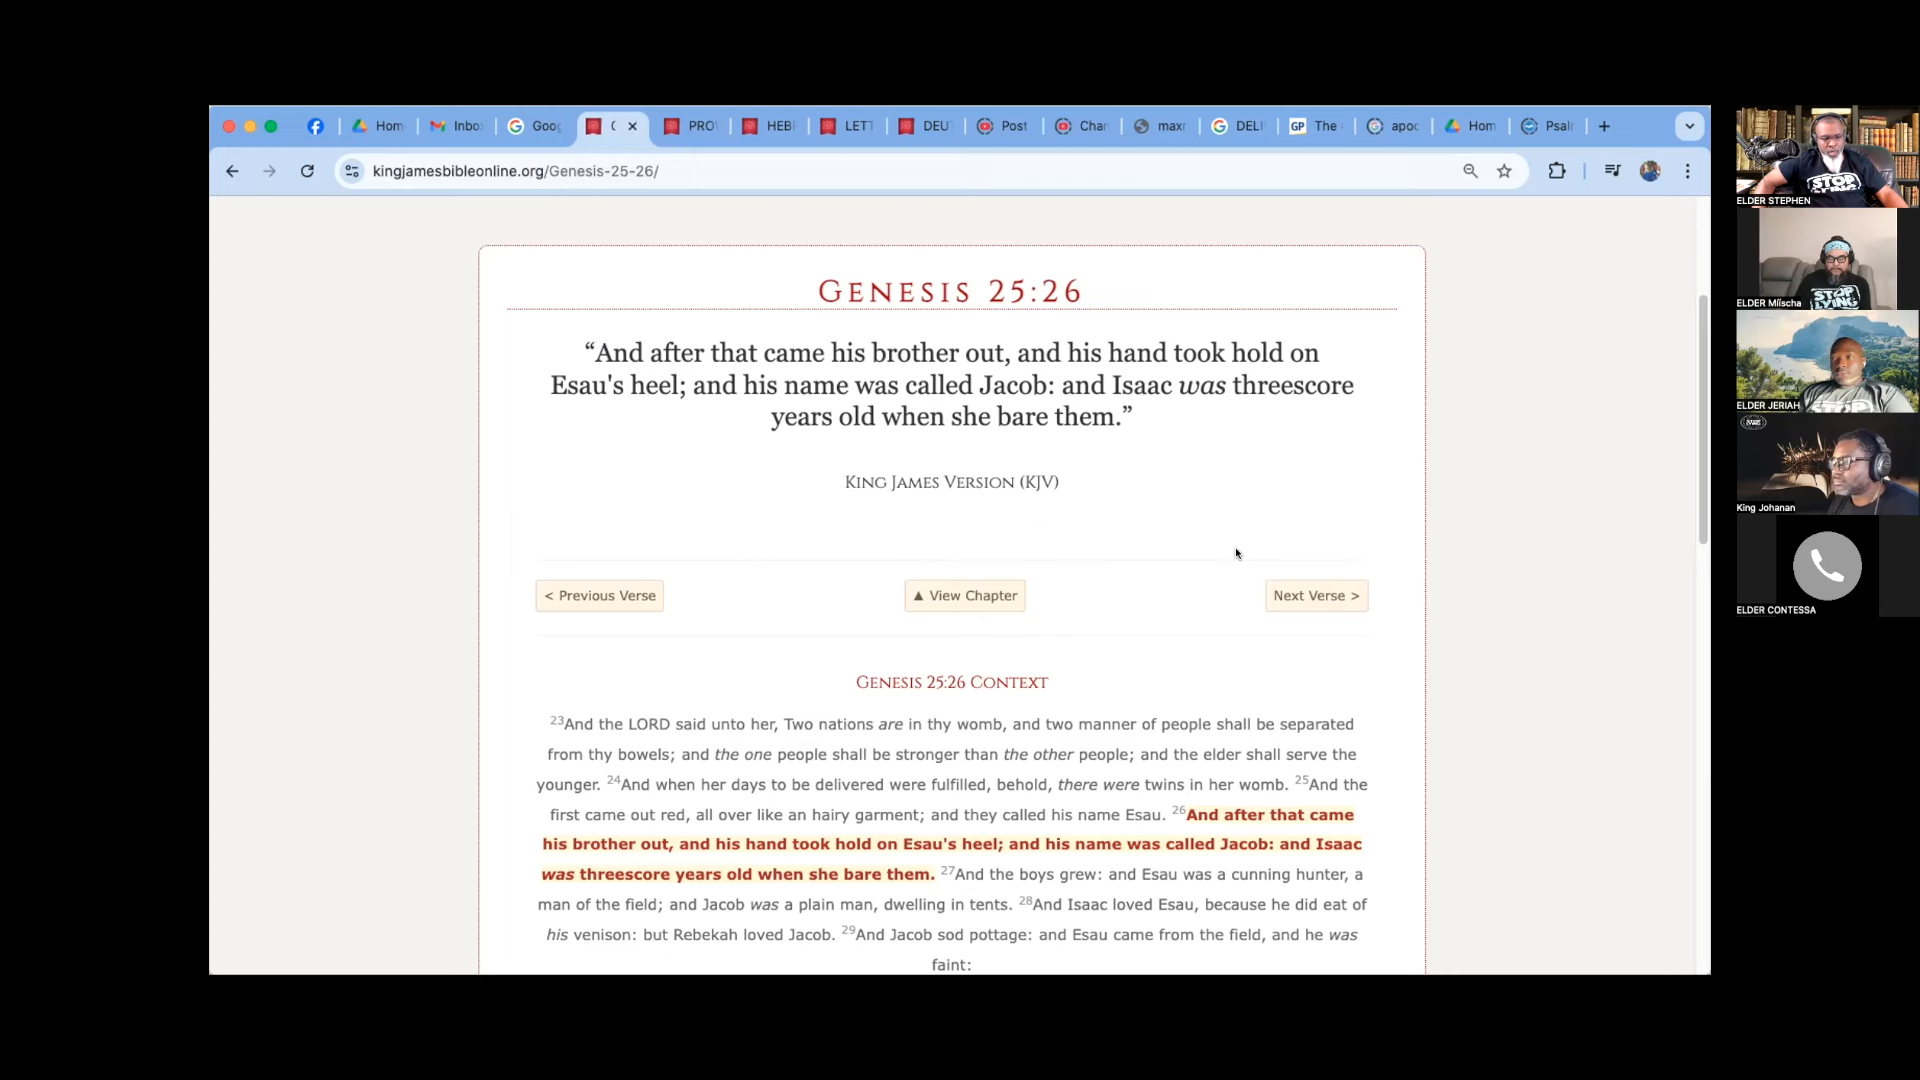 Hom
Inbo
Goog
G
PRO
HEB
LETT
DEU
Post
Chan
maxr
DELI
GP The
apoc
Hom
Psal
kingjamesbibleonline.org/Genesis-25-26/
GENESIS 25:26
“And after that came his brother out, and his hand took hold on
Esau's heel; and his name was called Jacob: and Isaac was threescore
years old when she bare them.”
KING JAMES VERSION (KJV)
< Previous Verse
▲ View Chapter
Next Verse >
GENESIS 25:26 CONTEXT
23And the LORD said unto her, Two nations are in thy womb, and two manner of people shall be separated
from thy bowels; and the one people shall be stronger than the other people; and the elder shall serve the
younger. 24And when her days to be delivered were fulfilled, behold, there were twins in her womb. 25And the
first came out red, all over like an hairy garment; and they called his name Esau. 26And after that came
his brother out, and his hand took hold on Esau's heel; and his name was called Jacob: and Isaac
was threescore years old when she bare them. 27And the boys grew: and Esau was a cunning hunter, a
man of the field; and Jacob was a plain man, dwelling in tents. 28And Isaac loved Esau, because he did eat of
his venison: but Rebekah loved Jacob. 29And Jacob sod pottage: and Esau came from the field, and he was
faint:
STOP
LYING
ELDER STEPHEN
STOP
LYING
ELDER Miischa
STOP
ELDER JERIAH
King Johanan
ELDER CONTESSA